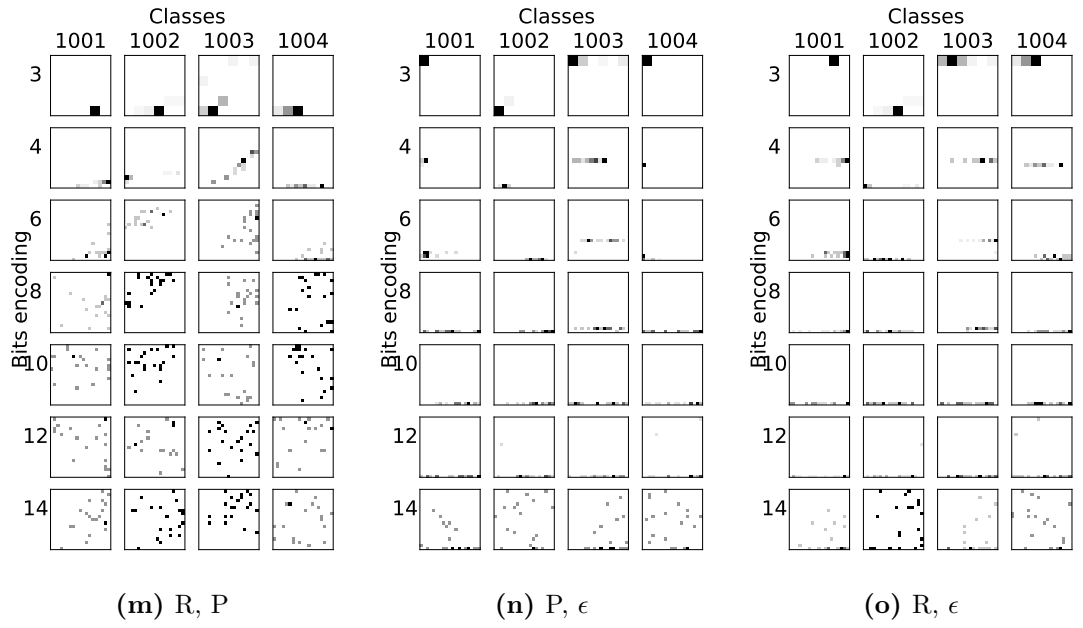 Classes
1001 1002 1003 1004
3
4
6
8
10
12
14
Bits encoding
(m) R, P
Classes
1001 1002 1003 1004
3
4
6
8
10
12
14
Bits encoding
(n) P, ϵ
Classes
1001 1002 1003 1004
3
4
6
8
10
12
14
Bits encoding
(o) R, ϵ